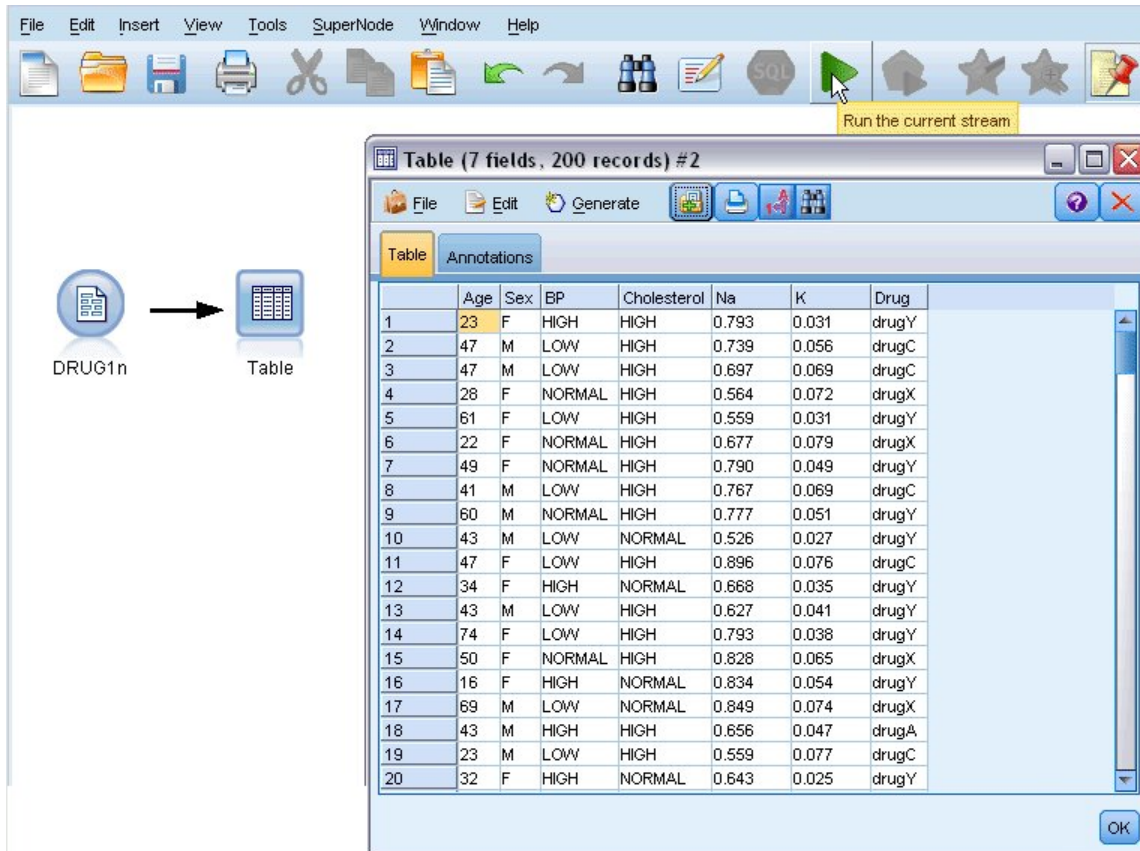 File Edit Insert View Tools SuperNode Window Help
SQL
Run the current stream
Table (7 fields, 200 records) #2
File Edit Generate
Table Annotations
Age Sex BP Cholesterol Na K Drug
1 23 F HIGH HIGH 0.793 0.031 drugY
2 47 M LOW HIGH 0.739 0.056 drugC
3 47 M LOW HIGH 0.697 0.069 drugC
4 28 F NORMAL HIGH 0.564 0.072 drugX
5 61 F LOW HIGH 0.559 0.031 drugY
6 22 F NORMAL HIGH 0.677 0.079 drugX
7 49 F NORMAL HIGH 0.790 0.049 drugY
8 41 M LOW HIGH 0.767 0.069 drugC
9 60 M NORMAL HIGH 0.777 0.051 drugY
10 43 M LOW NORMAL 0.526 0.027 drugY
11 47 F LOW HIGH 0.896 0.076 drugC
12 34 F HIGH NORMAL 0.668 0.035 drugY
13 43 M LOW HIGH 0.627 0.041 drugY
14 74 F LOW HIGH 0.793 0.038 drugY
15 50 F NORMAL HIGH 0.828 0.065 drugX
16 16 F HIGH NORMAL 0.834 0.054 drugY
17 69 M LOW NORMAL 0.849 0.074 drugX
18 43 M HIGH HIGH 0.656 0.047 drugA
19 23 M LOW HIGH 0.559 0.077 drugC
20 32 F HIGH NORMAL 0.643 0.025 drugY
OK
DRUG1n
Table